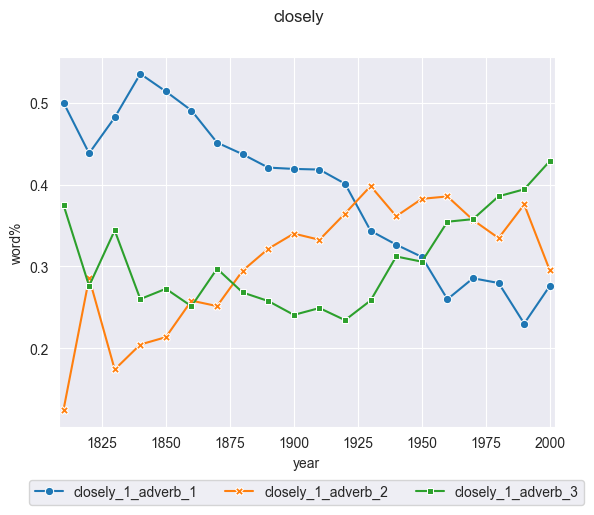 closely
word%
0.5
0.4
0.3
0.2
1825 1850 1875 1900 1925 1950 1975 2000
year
closely_1_adverb_1 closely_1_adverb_2 closely_1_adverb_3